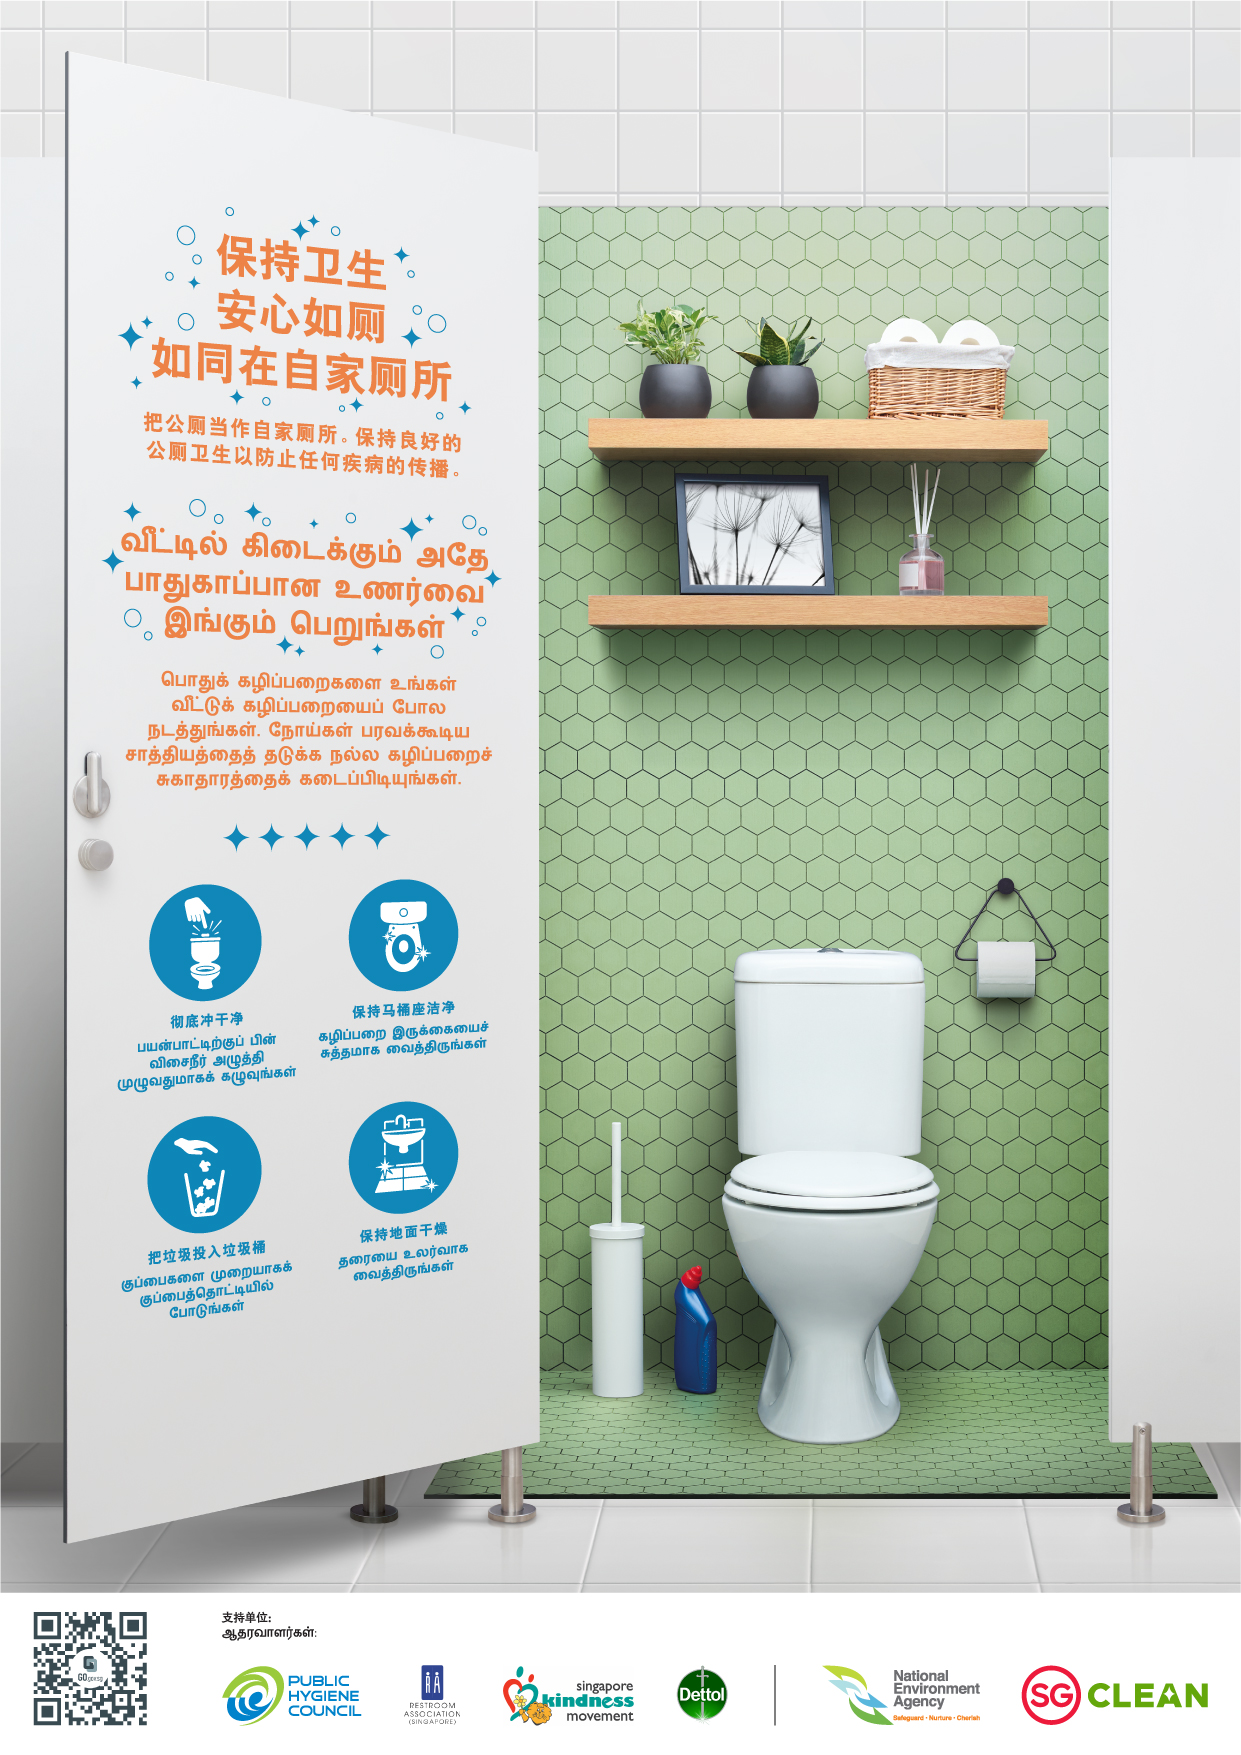 保持卫生
安心如厕
如同在自家厕所
把公厕当作自家厕所。保持良好的
公厕卫生以防止任何疾病的传播。
வீட்டில் கிடைக்கும் அதே
பாதுகாப்பான உணர்வை
இங்கும் பெறுங்கள்
பொதுக் கழிப்பறைகளை உங்கள்
வீட்டுக் கழிப்பறையைப் போல
நடத்துங்கள். நோய்கள் பரவக்கூடிய
சாத்தியத்தைத் தடுக்க நல்ல கழிப்பறைச்
சுகாதாரத்தைக் கடைப்பிடியுங்கள்.
彻底冲干净
பயன்பாட்டிற்குப் பின்
விசைநீர் அழுத்தி
முழுவதுமாகக் கழுவுங்கள்
保持马桶座洁净
கழிப்பறை இருக்கையைச்
சுத்தமாக வைத்திருங்கள்
把垃圾投入垃圾桶
குப்பைகளை முறையாகக்
குப்பைத்தொட்டியில்
போடுங்கள்
保持地面干燥
தரையை உலர்வாக
வைத்திருங்கள்
支持单位:
ஆதரவாளர்கள்:
GO.gov.sg
PUBLIC
HYGIENE
COUNCIL
RESTROOM
ASSOCIATION
(SINGAPORE)
singapore
kindness
movement
Dettol
National
Environment
Agency
Safeguard · Nurture · Cherish
SG CLEAN